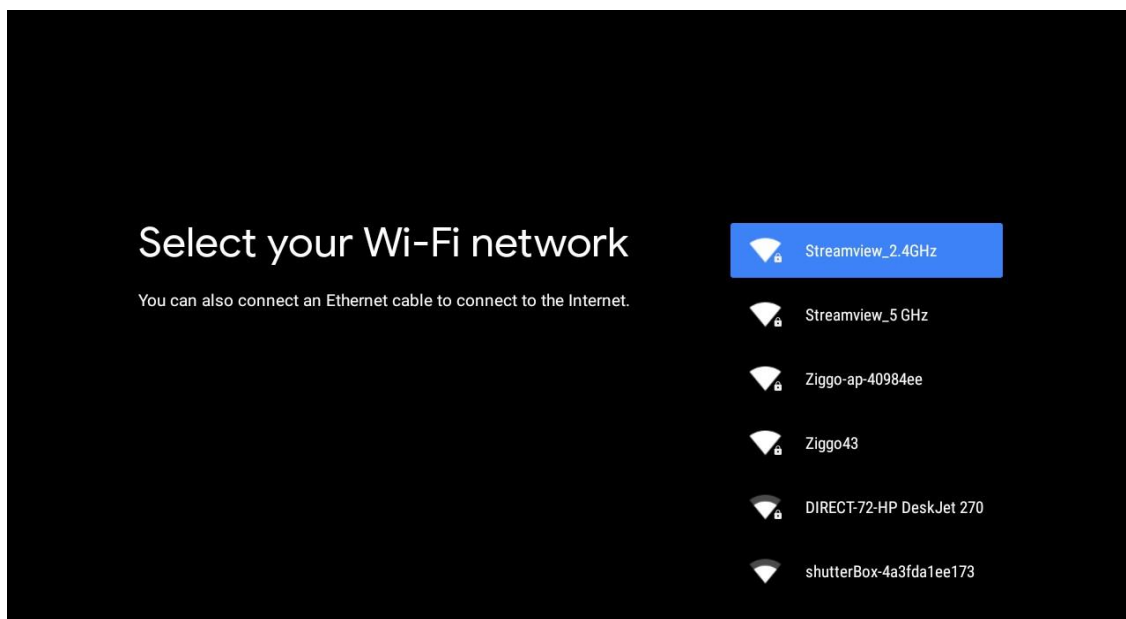 Select your Wi-Fi network
You can also connect an Ethernet cable to connect to the Internet.
Streamview_2.4GHz
Streamview_5 GHz
Ziggo-ap-40984ee
Ziggo43
DIRECT-72-HP DeskJet 270
shutterBox-4a3fda1ee173